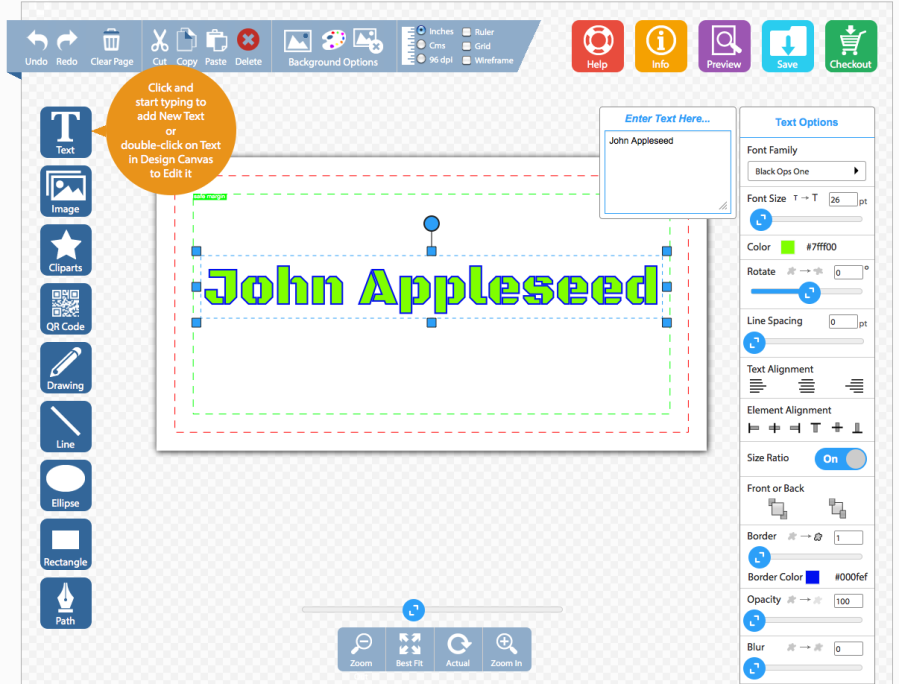 Undo Redo Clear Page
Cut Copy Paste Delete
Background Options
Inches
Cms
96 dpi
Ruler
Grid
Wireframe
Help
Info
Preview
Save
Checkout
Text
Image
Cliparts
QR Code
Drawing
Line
Ellipse
Rectangle
Path
Click and
start typing to
add New Text
or
double-click on Text
in Design Canvas
to Edit it
safe margin
John Appleseed
Enter Text Here...
John Appleseed
Text Options
Font Family
Black Ops One
Font Size T → T 26 pt
Color #7fff00
Rotate 0 °
Line Spacing 0 pt
Text Alignment
Element Alignment
Size Ratio On
Front or Back
Border 1
Border Color #000fef
Opacity 100
Blur 0
Zoom Best Fit Actual Zoom In